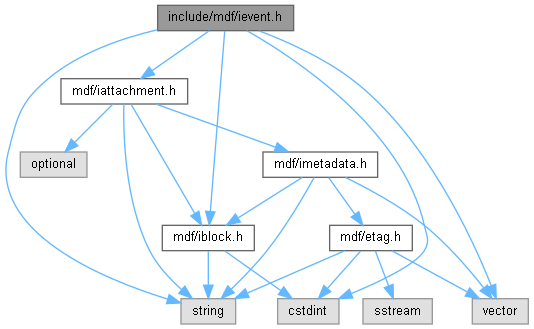 include/mdf/ievent.h
mdf/iattachment.h
optional
mdf/imetadata.h
mdf/iblock.h
mdf/etag.h
string
cstdint
sstream
vector